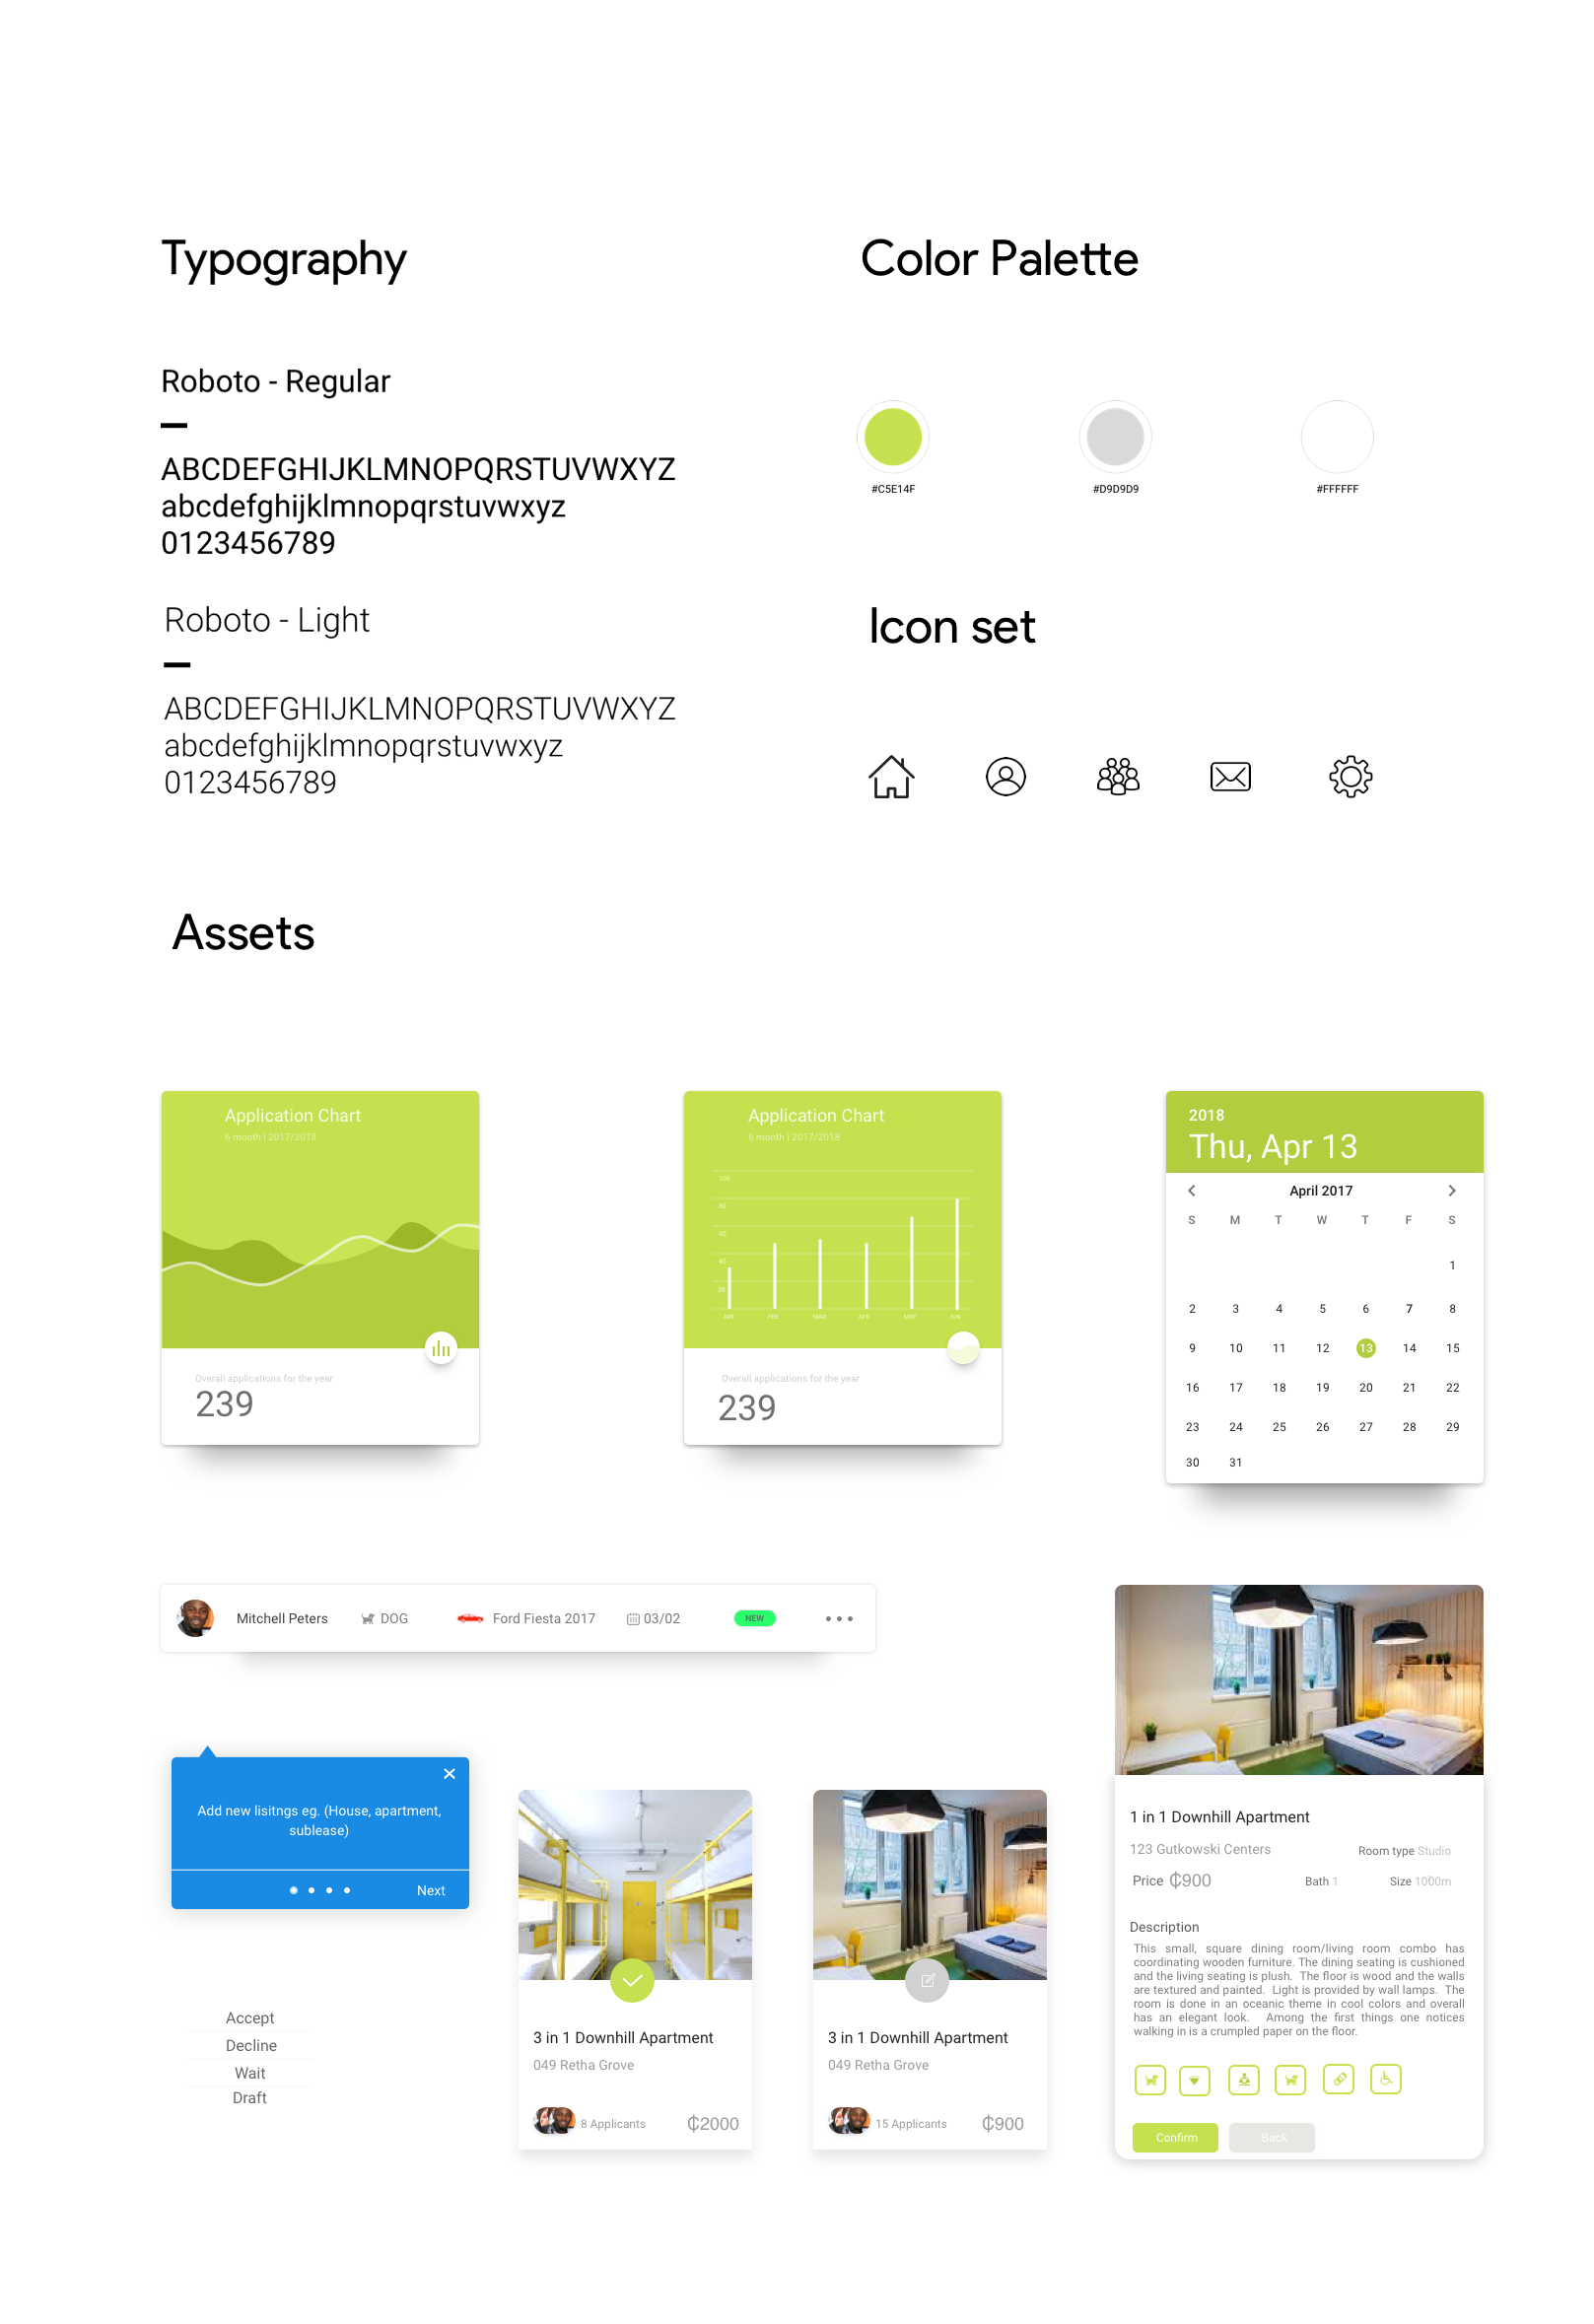 Typography
Color Palette
Roboto - Regular
ABCDEFGHIJKLMNOPQRSTUVWXYZ
abcdefghijklmnopqrstuvwxyz
0123456789
#C5E14F
#D9D9D9
#FFFFFF
Roboto - Light
ABCDEFGHIJKLMNOPQRSTUVWXYZ
abcdefghijklmnopqrstuvwxyz
0123456789
Icon set
Assets
Application Chart
6 month | 2017/2018
Overall applications for the year
239
Application Chart
6 month | 2017/2018
100
80
60
40
20
JAN FEB MAR APR MAY JUN
Overall applications for the year
239
2018
Thu, Apr 13
April 2017
S M T W T F S
1
2 3 4 5 6 7 8
9 10 11 12 13 14 15
16 17 18 19 20 21 22
23 24 25 26 27 28 29
30 31
Mitchell Peters DOG Ford Fiesta 2017 03/02 NEW
Add new lisitngs eg. (House, apartment,
sublease)
Next
Accept
Decline
Wait
Draft
3 in 1 Downhill Apartment
049 Retha Grove
8 Applicants ₵2000
3 in 1 Downhill Apartment
049 Retha Grove
15 Applicants ₵900
1 in 1 Downhill Apartment
123 Gutkowski Centers
Room type Studio
Price ₵900 Bath 1 Size 1000m
Description
This small, square dining room/living room combo has
coordinating wooden furniture. The dining seating is cushioned
and the living seating is plush. The floor is wood and the walls
are textured and painted. Light is provided by wall lamps. The
room is done in an oceanic theme in cool colors and overall
has an elegant look. Among the first things one notices
walking in is a crumpled paper on the floor.
Confirm Back